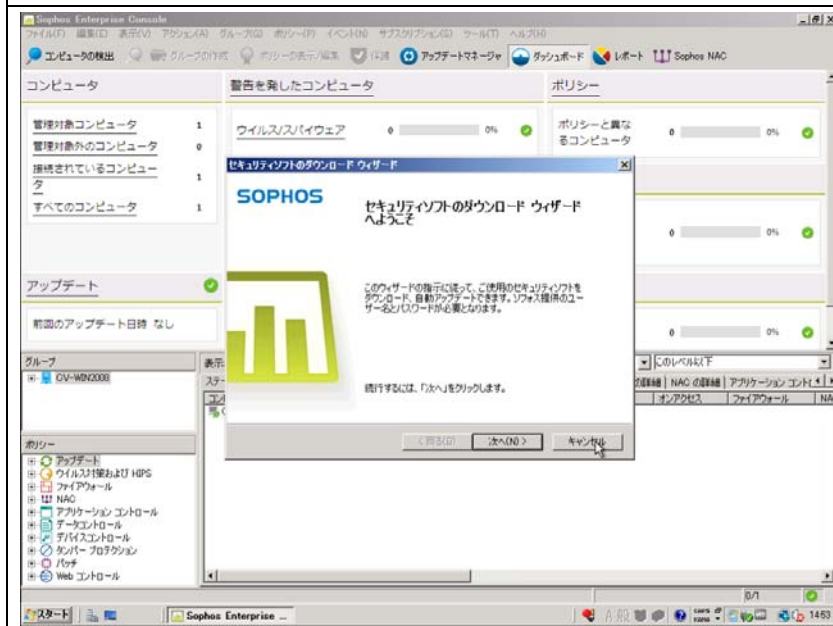 Sophos Enterprise Console
ファイル(F) 編集(E) 表示(V) アクション(A) グループ(G) ポリシー(P) イベント(N) サブスクリプション(S) ツール(T) ヘルプ(H)
コンピュータの検出 グループの作成 ポリシーの表示/編集 保護 アップデートマネージャ ダッシュボード レポート Sophos NAC
コンピュータ 警告を発したコンピュータ ポリシー
管理対象コンピュータ 1
管理対象外のコンピュータ 0
接続されているコンピュータ 1
すべてのコンピュータ 1
ウイルス/スパイウェア 0 0%
ポリシーと異なるコンピュータ 0 0%
0 0%
0 0%
アップデート
前回のアップデート日時 なし
セキュリティソフトのダウンロード ウィザード
SOPHOS
セキュリティソフトのダウンロード ウィザード
へようこそ
このウィザードの指示に従って、ご使用のセキュリティソフトを
ダウンロード、自動アップデートできます。ソフォス提供のユー
ザー名とパスワードが必要となります。
続行するには、「次へ」をクリックします。
< 戻る(B) 次へ(N) > キャンセル
グループ
CV-WIN2008
このレベル以下
NAC の詳細 アプリケーション コント
オンアクセス ファイアウォール NA
ポリシー
アップデート
ウイルス対策および HIPS
ファイアウォール
NAC
アプリケーション コントロール
データコントロール
デバイスコントロール
タンパー プロテクション
パッチ
Web コントロール
0/1
スタート Sophos Enterprise ... A 般 CAPS KANA 14:53